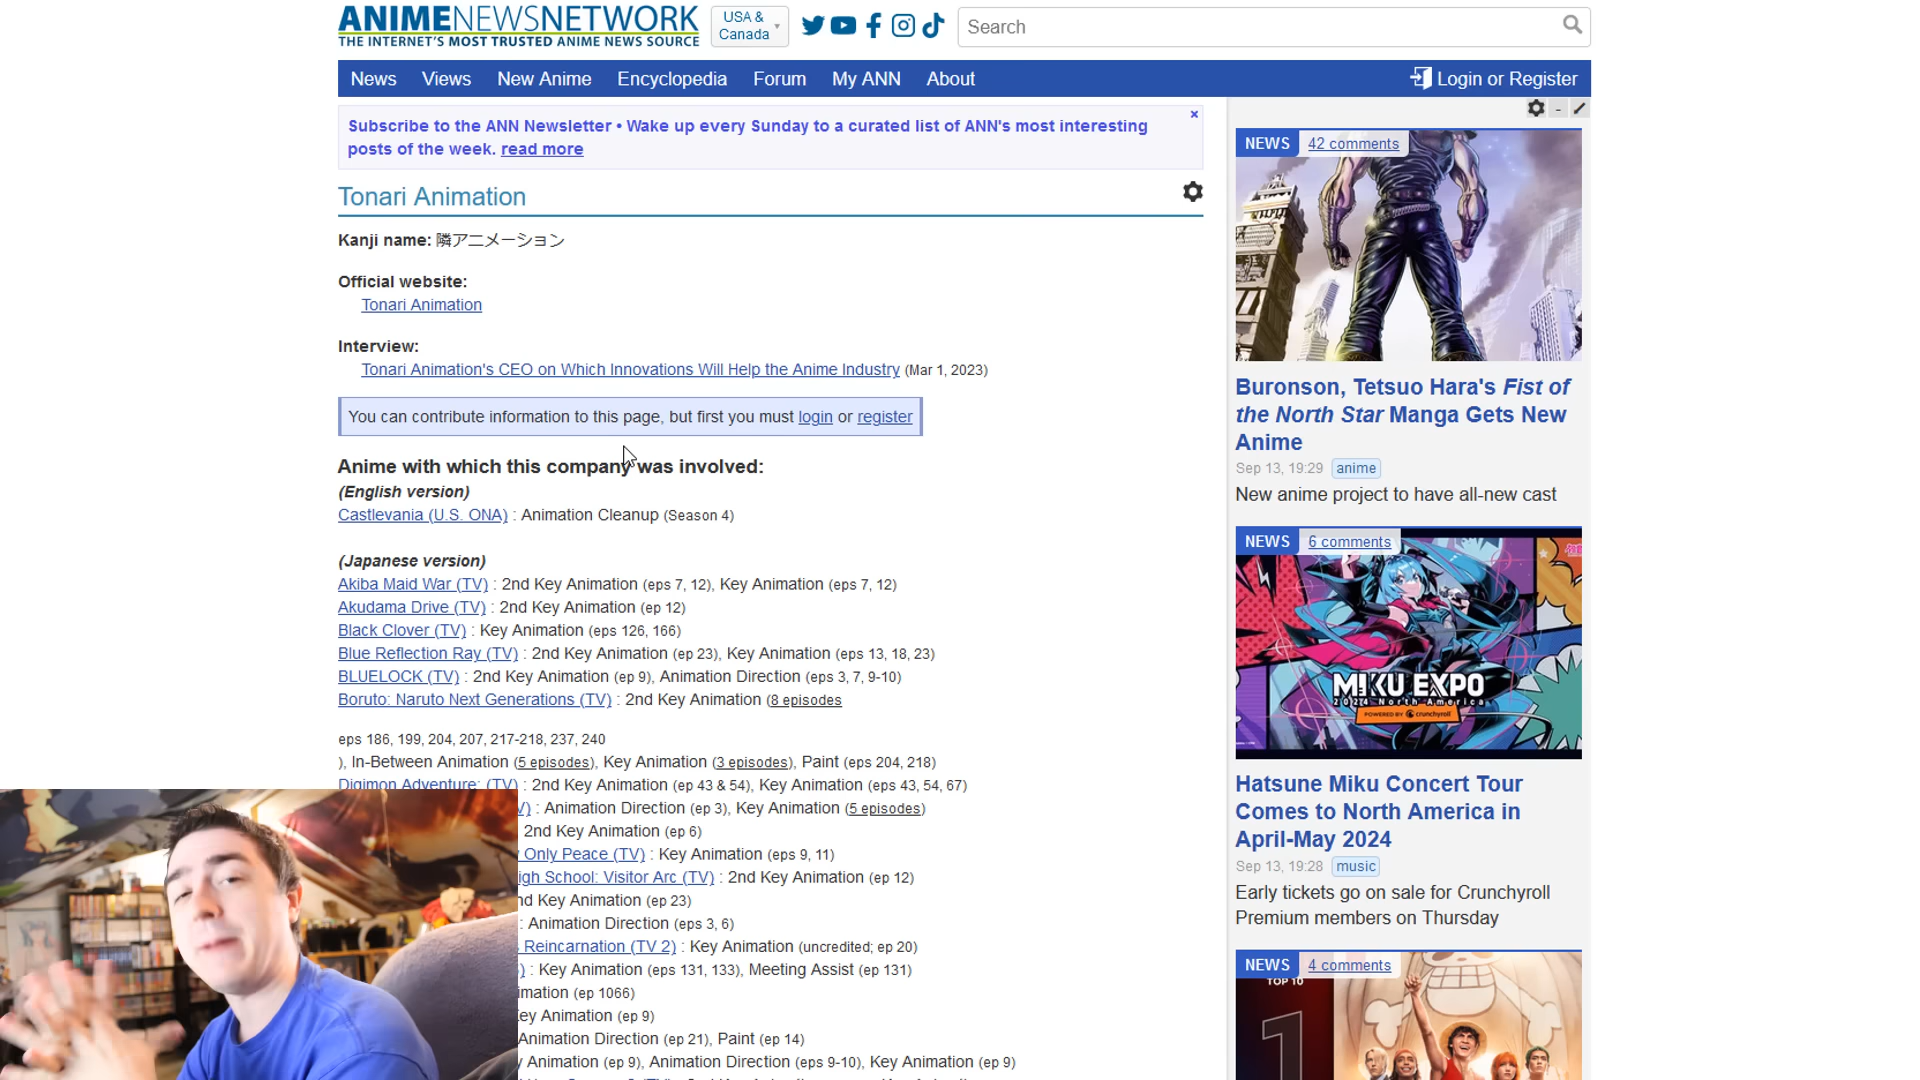 ANIMENEWSNETWORK
THE INTERNET'S MOST TRUSTED ANIME NEWS SOURCE
USA &
Canada
Search
News Views New Anime Encyclopedia Forum My ANN About Login or Register
Subscribe to the ANN Newsletter • Wake up every Sunday to a curated list of ANN's most interesting
posts of the week. read more
Tonari Animation
Kanji name: 隣アニメーション
Official website:
Tonari Animation
Interview:
Tonari Animation's CEO on Which Innovations Will Help the Anime Industry (Mar 1, 2023)
You can contribute information to this page, but first you must login or register
Anime with which this company was involved:
(English version)
Castlevania (U.S. ONA) : Animation Cleanup (Season 4)
(Japanese version)
Akiba Maid War (TV) : 2nd Key Animation (eps 7, 12), Key Animation (eps 7, 12)
Akudama Drive (TV) : 2nd Key Animation (ep 12)
Black Clover (TV) : Key Animation (eps 126, 166)
Blue Reflection Ray (TV) : 2nd Key Animation (ep 23), Key Animation (eps 13, 18, 23)
BLUELOCK (TV) : 2nd Key Animation (ep 9), Animation Direction (eps 3, 7, 9-10)
Boruto: Naruto Next Generations (TV) : 2nd Key Animation (8 episodes
eps 186, 199, 204, 207, 217-218, 237, 240
), In-Between Animation (5 episodes), Key Animation (3 episodes), Paint (eps 204, 218)
Digimon Adventure: (TV) : 2nd Key Animation (ep 43 & 54), Key Animation (eps 43, 54, 67)
V) : Animation Direction (ep 3), Key Animation (5 episodes)
2nd Key Animation (ep 6)
Only Peace (TV) : Key Animation (eps 9, 11)
igh School: Visitor Arc (TV) : 2nd Key Animation (ep 12)
nd Key Animation (ep 23)
: Animation Direction (eps 3, 6)
Reincarnation (TV 2) : Key Animation (uncredited; ep 20)
) : Key Animation (eps 131, 133), Meeting Assist (ep 131)
imation (ep 1066)
ey Animation (ep 9)
Animation Direction (ep 21), Paint (ep 14)
y Animation (ep 9), Animation Direction (eps 9-10), Key Animation (ep 9)
NEWS 42 comments
Buronson, Tetsuo Hara's Fist of
the North Star Manga Gets New
Anime
Sep 13, 19:29 anime
New anime project to have all-new cast
NEWS 6 comments
MIKU EXPO
2024 North America
POWERED BY crunchyroll
Hatsune Miku Concert Tour
Comes to North America in
April-May 2024
Sep 13, 19:28 music
Early tickets go on sale for Crunchyroll
Premium members on Thursday
NEWS 4 comments
TOP 10
1